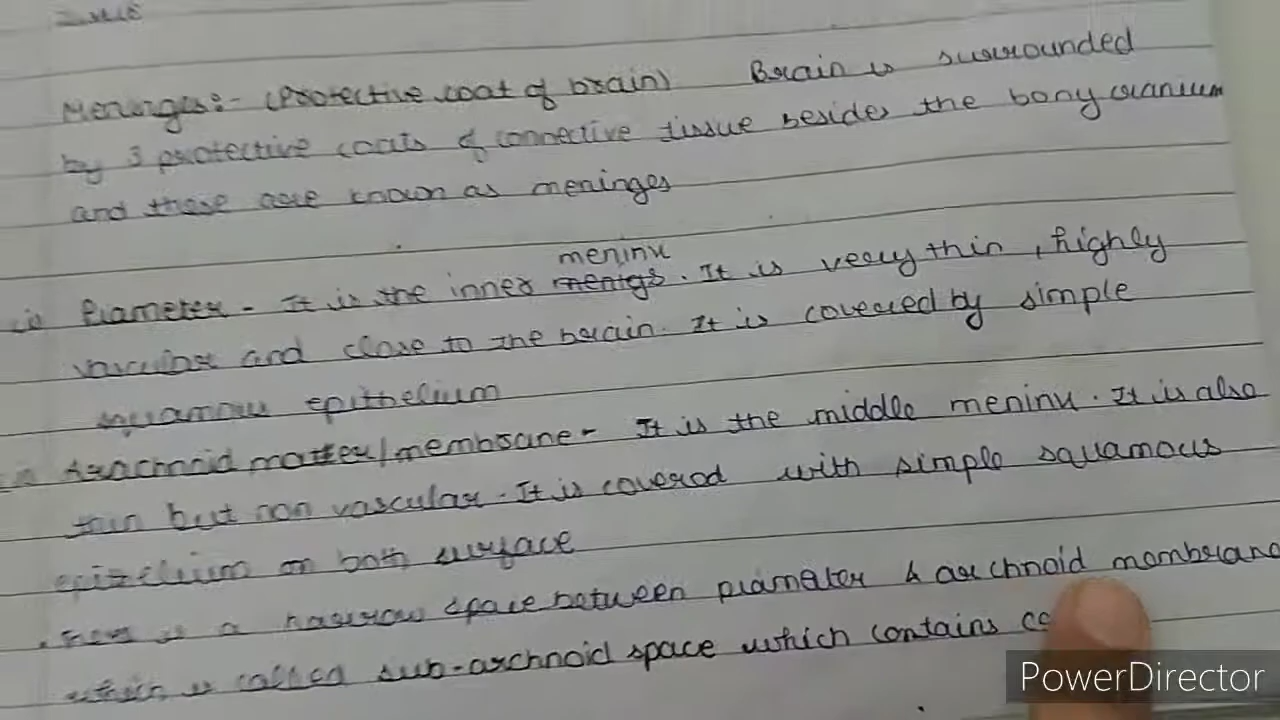 Meninges:- (Protective coat of brain) Brain is surrounded
by 3 protective coats of connective tissue besides the bony cranium
and these are known as meninges
meninx
Piameter - It is the inner menigs. It is very thin, highly
vascular and close to the brain. It is covered by simple
squamous epithelium
Arachnoid matter/membrane - It is the middle meninx. It is also
thin but non vascular. It is covered with simple squamous
epithelium on both surface
There is a narrow space between piameter & arachnoid membrane
which is called sub-archnoid space which contains
PowerDirector